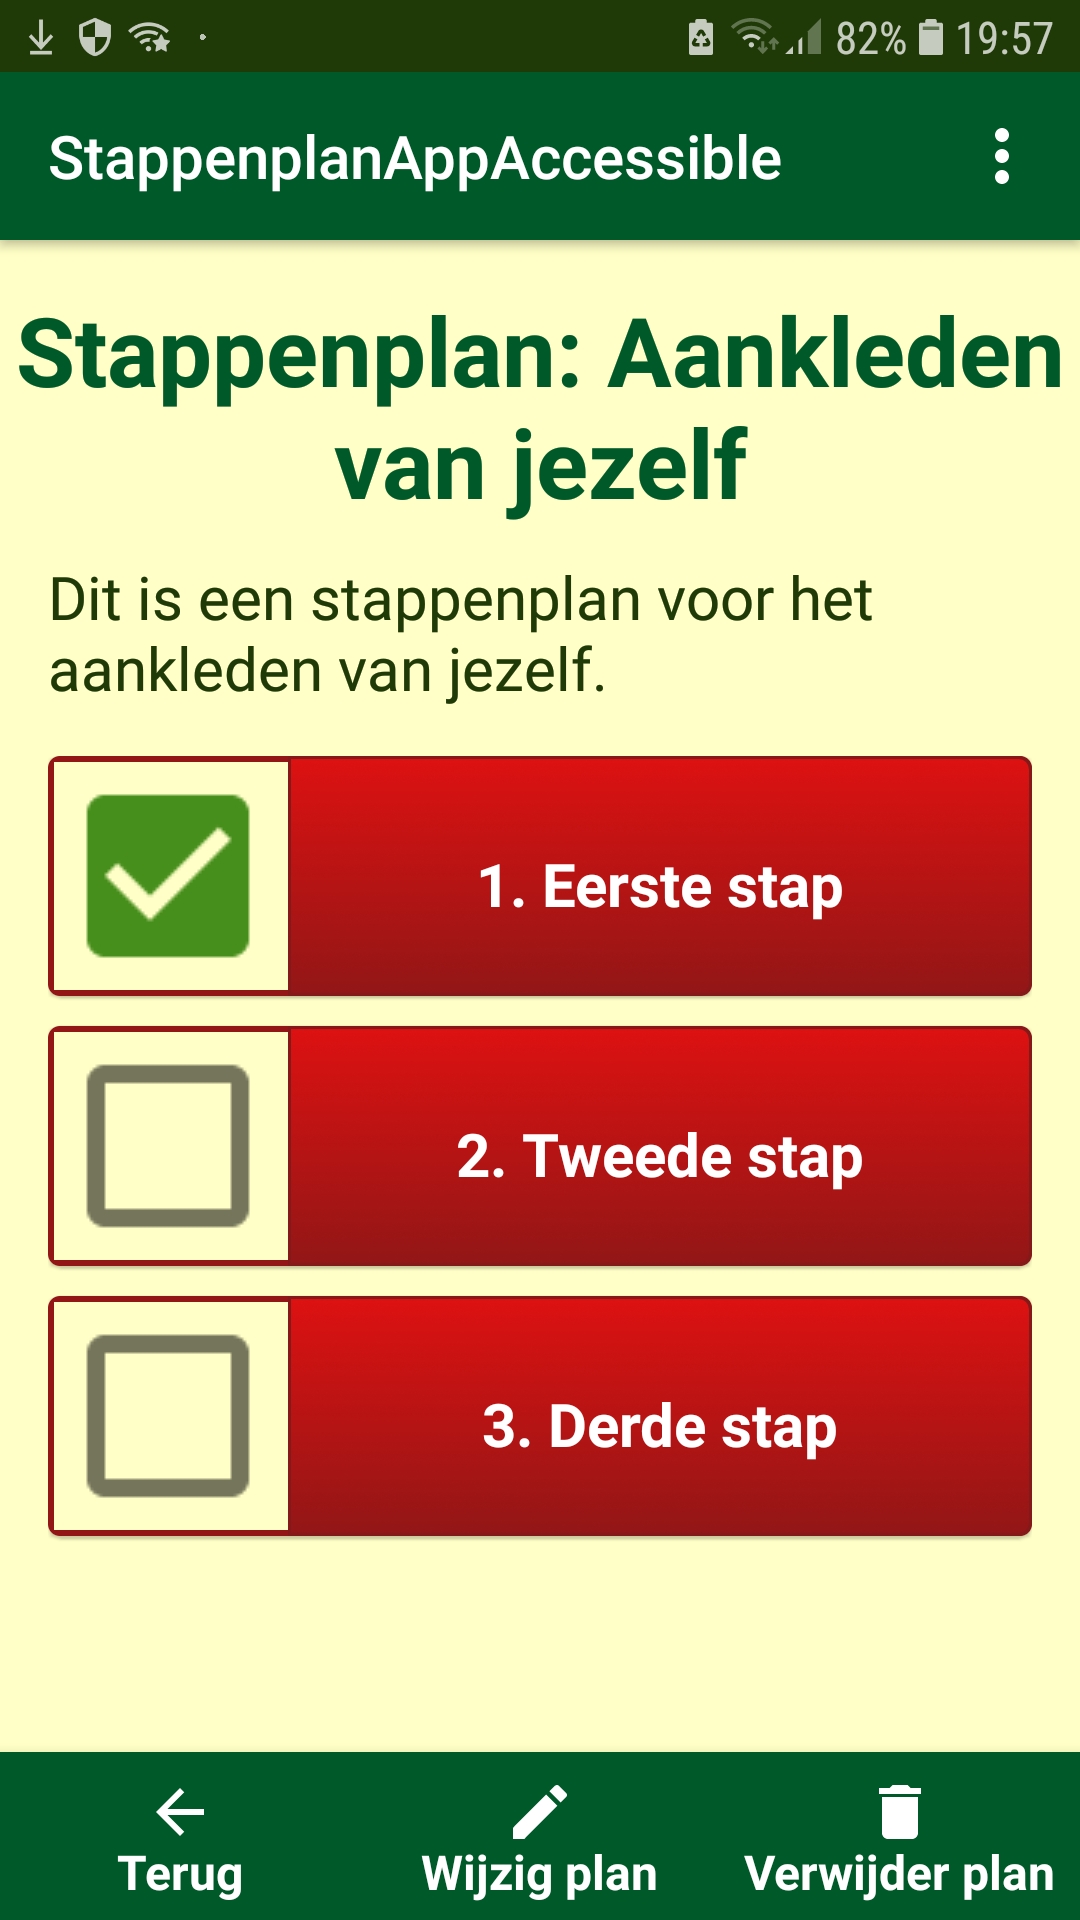 82% 19:57
StappenplanAppAccessible
Stappenplan: Aankleden
van jezelf
Dit is een stappenplan voor het
aankleden van jezelf.
1. Eerste stap
2. Tweede stap
3. Derde stap
Terug Wijzig plan Verwijder plan